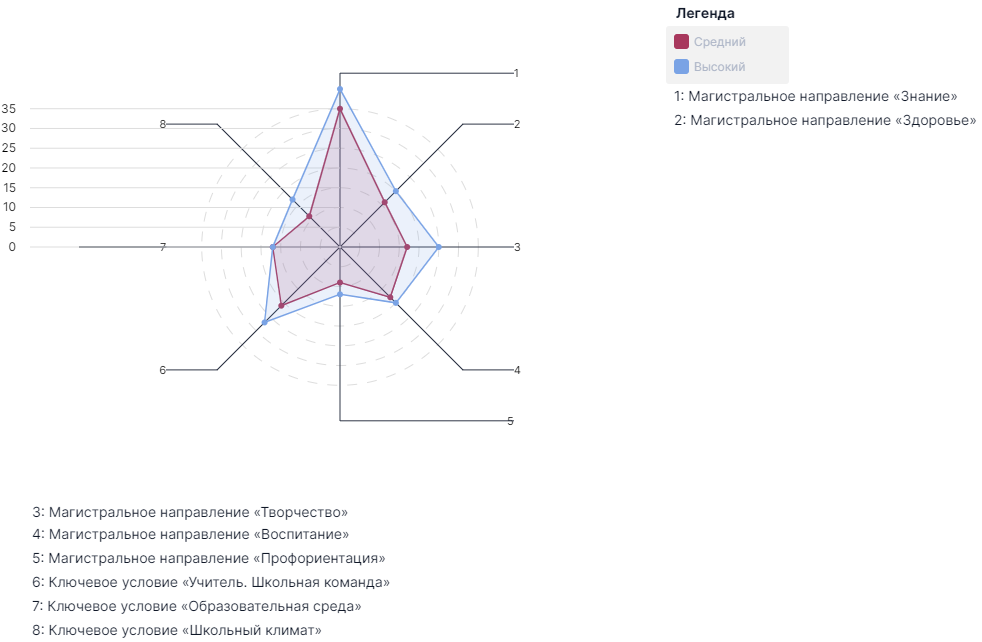 Легенда
Средний
Высокий
1: Магистральное направление «Знание»
2: Магистральное направление «Здоровье»
1
2
3
4
5
6
7
8
35
30
25
20
15
10
5
0
3: Магистральное направление «Творчество»
4: Магистральное направление «Воспитание»
5: Магистральное направление «Профориентация»
6: Ключевое условие «Учитель. Школьная команда»
7: Ключевое условие «Образовательная среда»
8: Ключевое условие «Школьный климат»